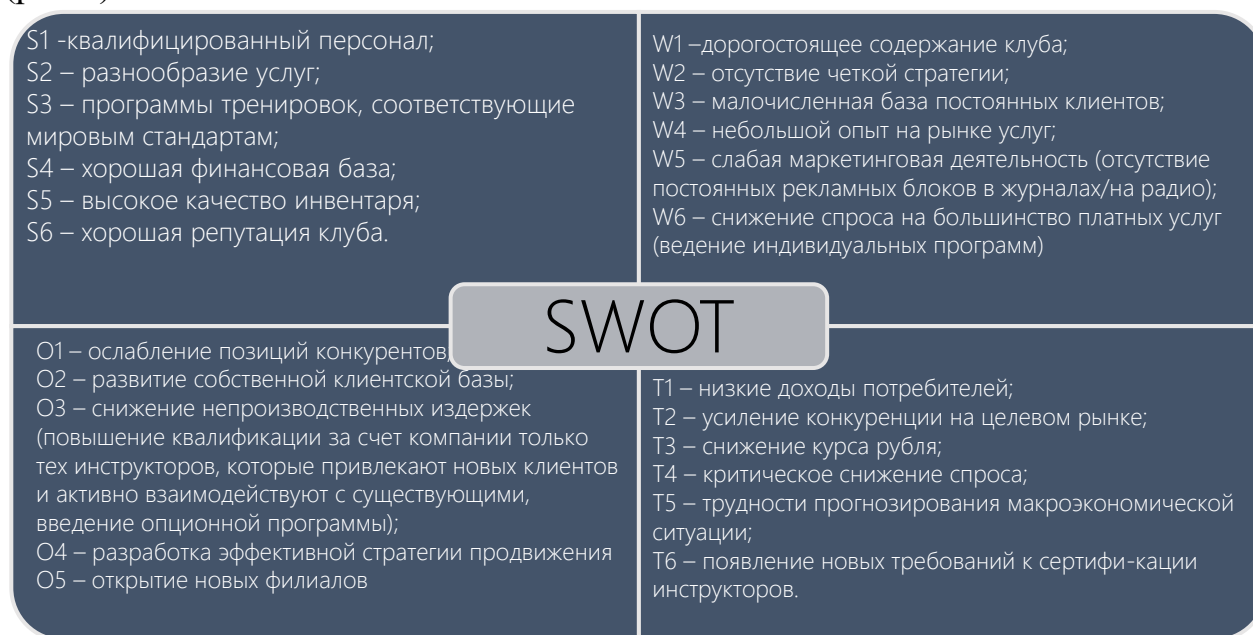 S1 -квалифицированный персонал;
S2 – разнообразие услуг;
S3 – программы тренировок, соответствующие
мировым стандартам;
S4 – хорошая финансовая база;
S5 – высокое качество инвентаря;
S6 – хорошая репутация клуба.
W1 –дорогостоящее содержание клуба;
W2 – отсутствие четкой стратегии;
W3 – малочисленная база постоянных клиентов;
W4 – небольшой опыт на рынке услуг;
W5 – слабая маркетинговая деятельность (отсутствие
постоянных рекламных блоков в журналах/на радио);
W6 – снижение спроса на большинство платных услуг
(ведение индивидуальных программ)
SWOT
O1 – ослабление позиций конкурентов;
O2 – развитие собственной клиентской базы;
O3 – снижение непроизводственных издержек
(повышение квалификации за счет компании только
тех инструкторов, которые привлекают новых клиентов
и активно взаимодействуют с существующими,
введение опционной программы);
O4 – разработка эффективной стратегии продвижения
O5 – открытие новых филиалов
T1 – низкие доходы потребителей;
T2 – усиление конкуренции на целевом рынке;
T3 – снижение курса рубля;
T4 – критическое снижение спроса;
T5 – трудности прогнозирования макроэкономической
ситуации;
T6 – появление новых требований к сертифи-кации
инструкторов.